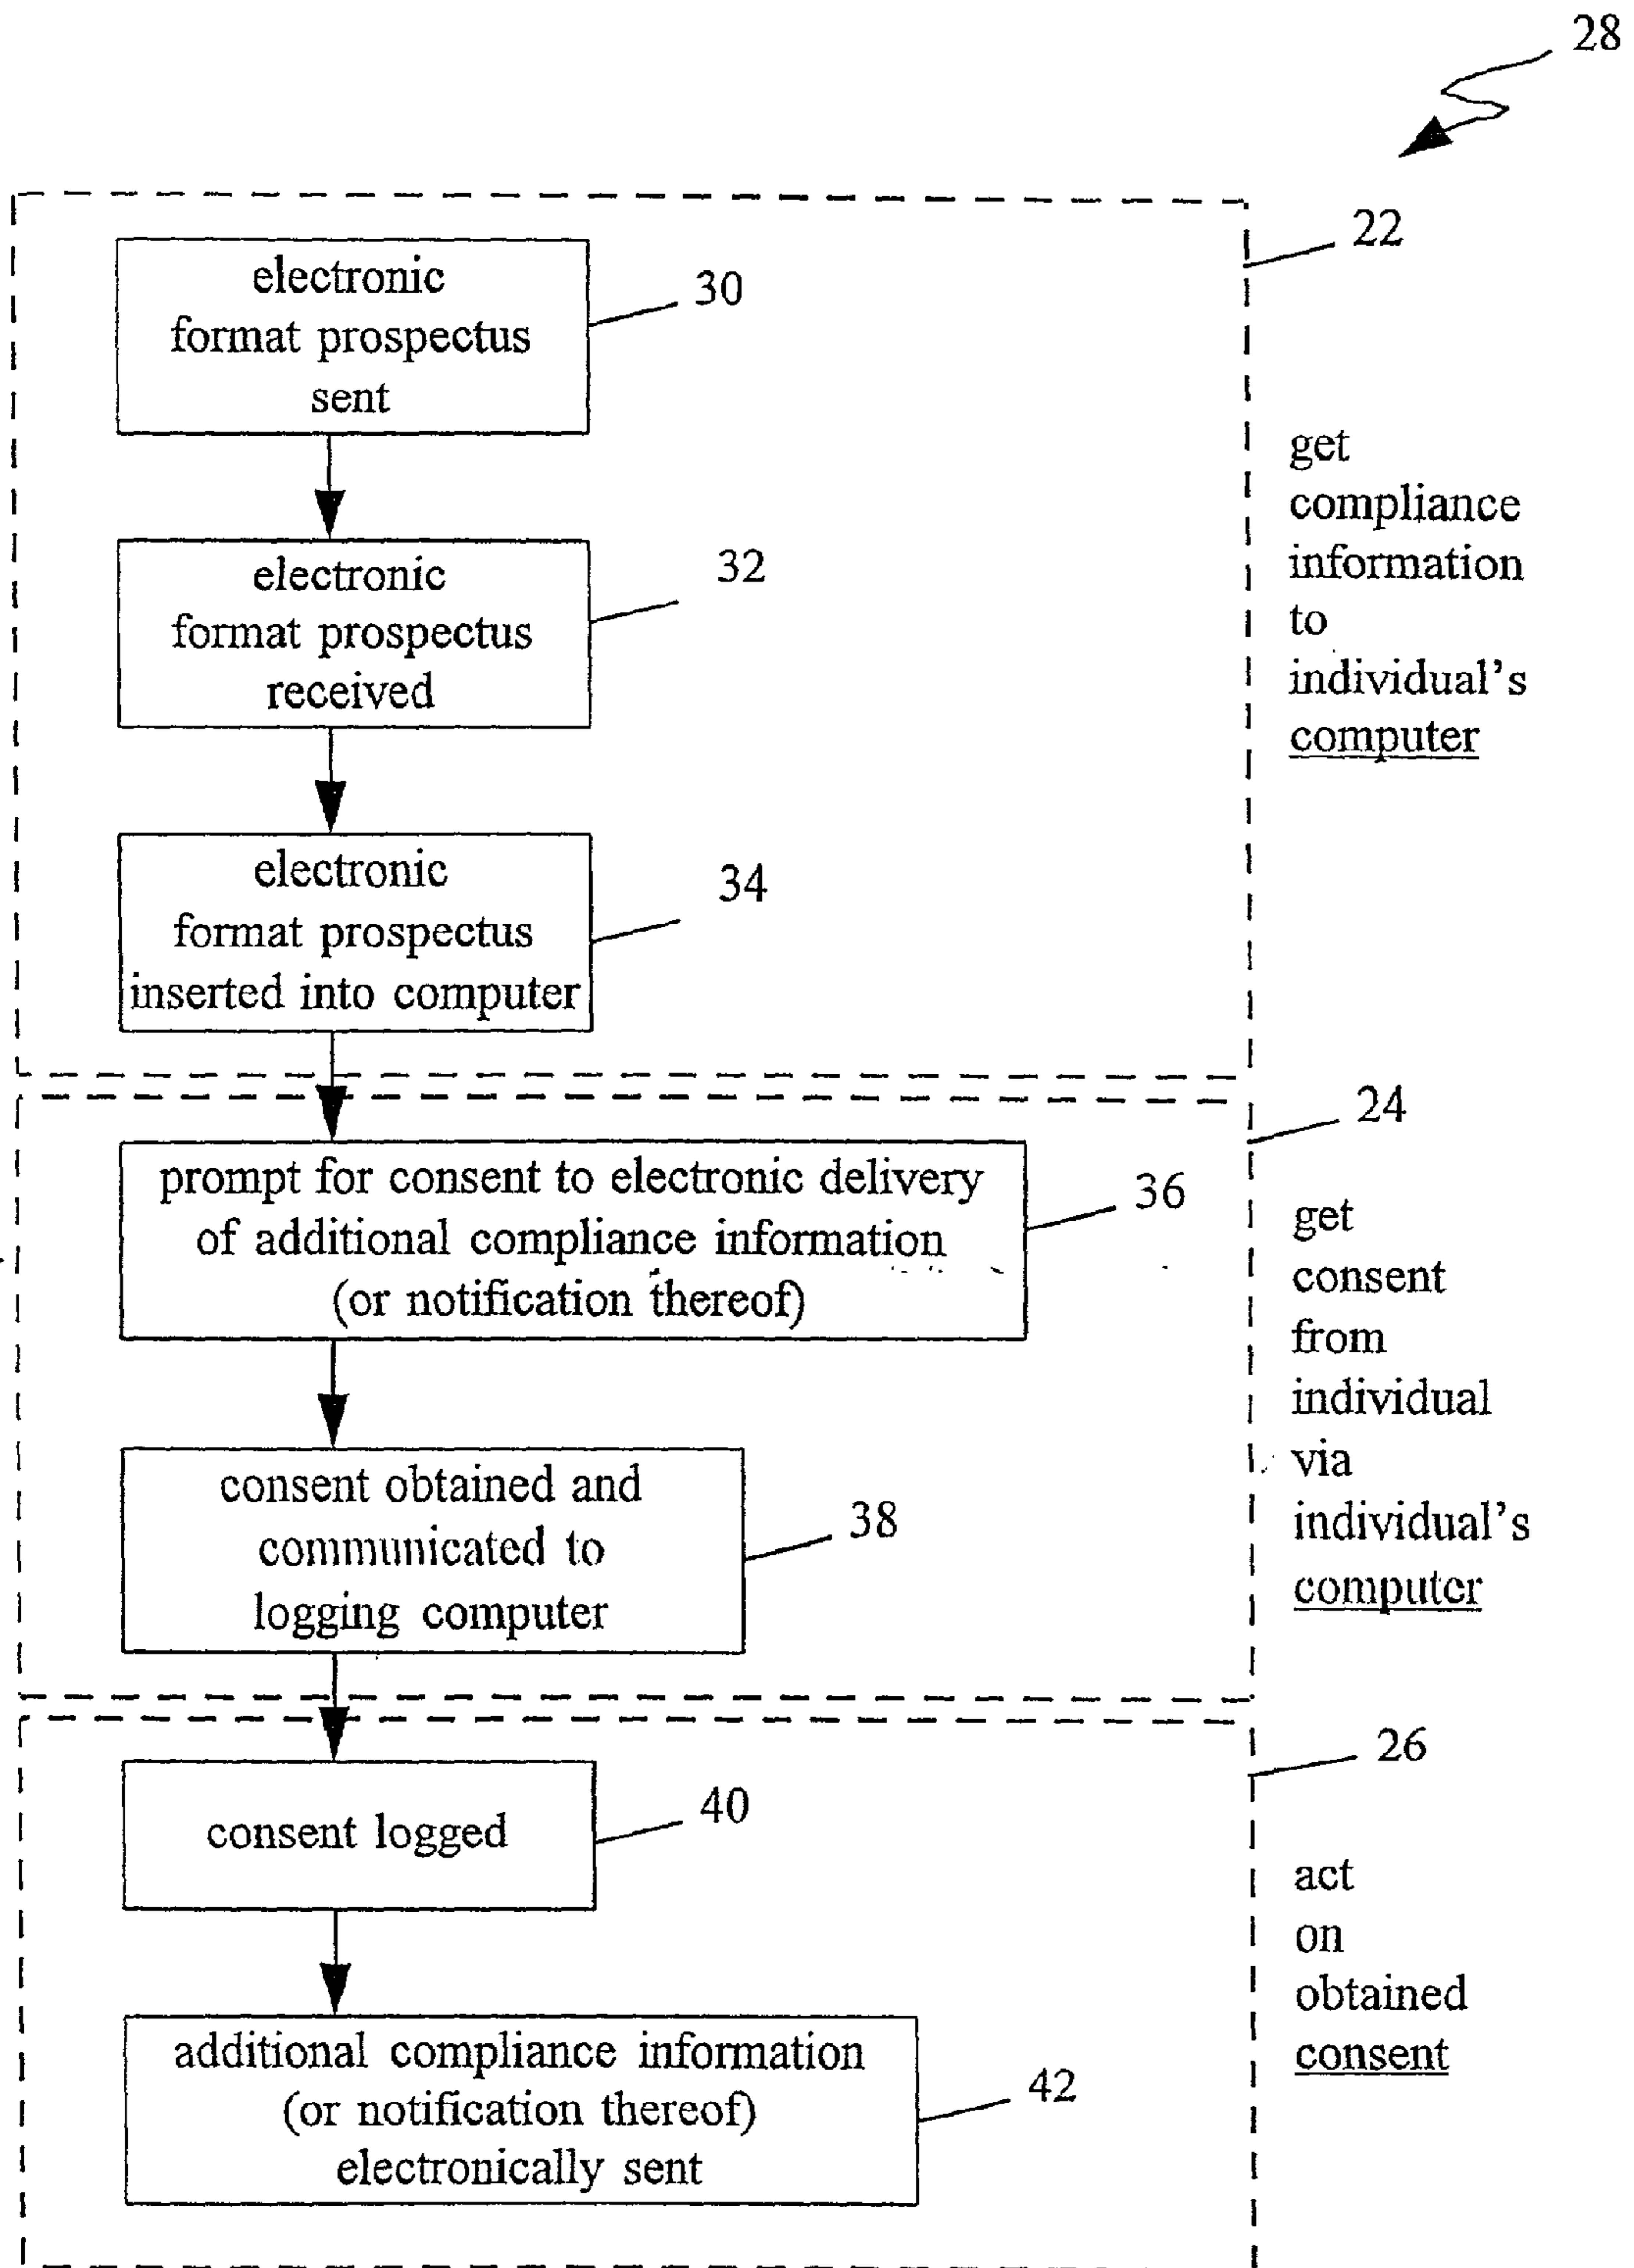 28
22
electronic
format prospectus
sent
30
get
compliance
information
to
individual's
computer
electronic
format prospectus
received
32
electronic
format prospectus
inserted into computer
34
24
prompt for consent to electronic delivery
of additional compliance information
(or notification thereof)
36
get
consent
from
individual
via
individual's
computer
consent obtained and
communicated to
logging computer
38
26
consent logged
40
act
on
obtained
consent
additional compliance information
(or notification thereof)
electronically sent
42